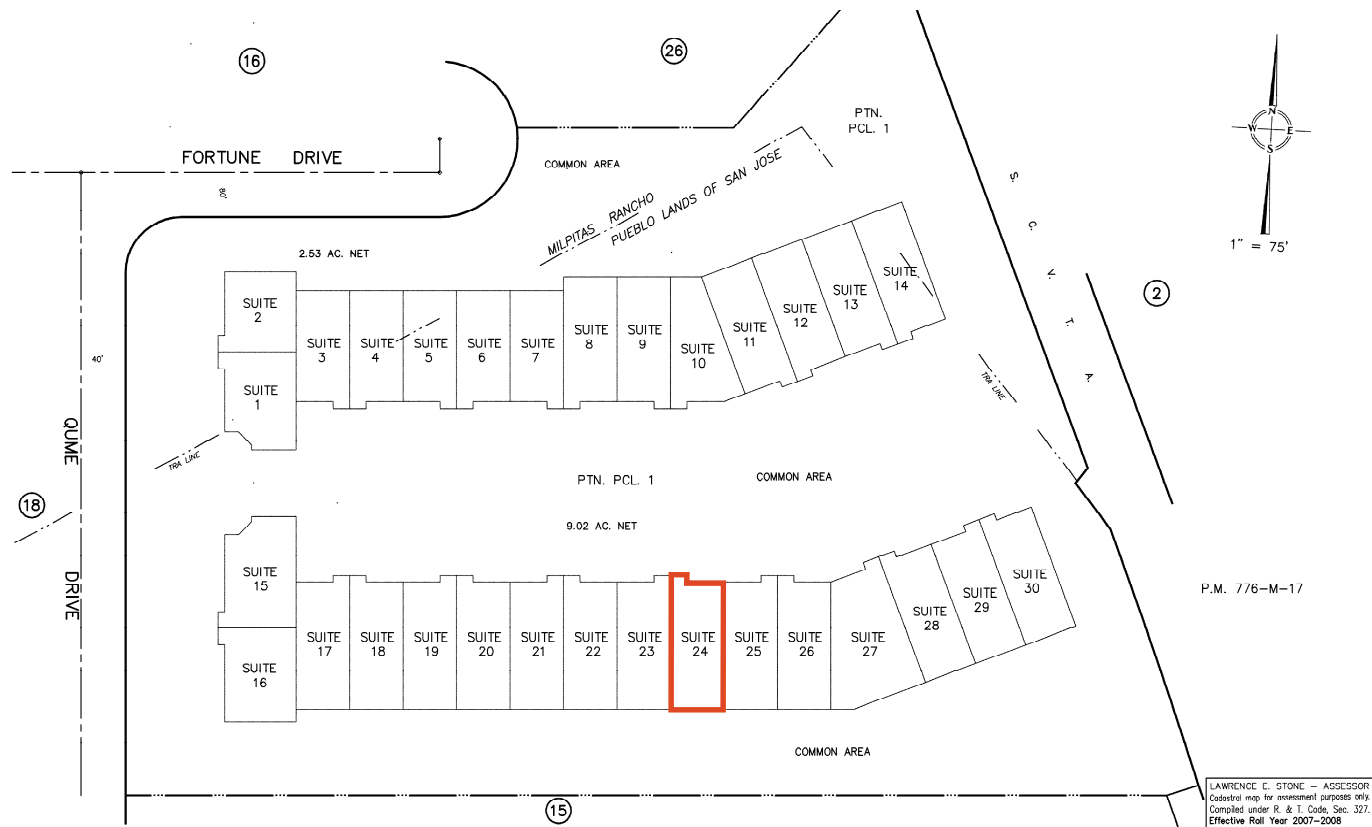 16
26
PTN.
PCL. 1
N
W E
S
1" = 75'
FORTUNE DRIVE
80'
COMMON AREA
MILPITAS RANCHO
PUEBLO LANDS OF SAN JOSE
S. C. V. T. A.
2
2.53 AC. NET
SUITE
2
SUITE
1
SUITE
3
SUITE
4
SUITE
5
SUITE
6
SUITE
7
SUITE
8
SUITE
9
SUITE
10
SUITE
11
SUITE
12
SUITE
13
SUITE
14
40'
TRA LINE
TRA LINE
QUME DRIVE
18
PTN. PCL. 1
COMMON AREA
9.02 AC. NET
SUITE
15
SUITE
16
SUITE
17
SUITE
18
SUITE
19
SUITE
20
SUITE
21
SUITE
22
SUITE
23
SUITE
24
SUITE
25
SUITE
26
SUITE
27
SUITE
28
SUITE
29
SUITE
30
P.M. 776-M-17
COMMON AREA
15
LAWRENCE E. STONE - ASSESSOR
Cadastral map for assessment purposes only.
Compiled under R. & T. Code, Sec. 327.
Effective Roll Year 2007-2008